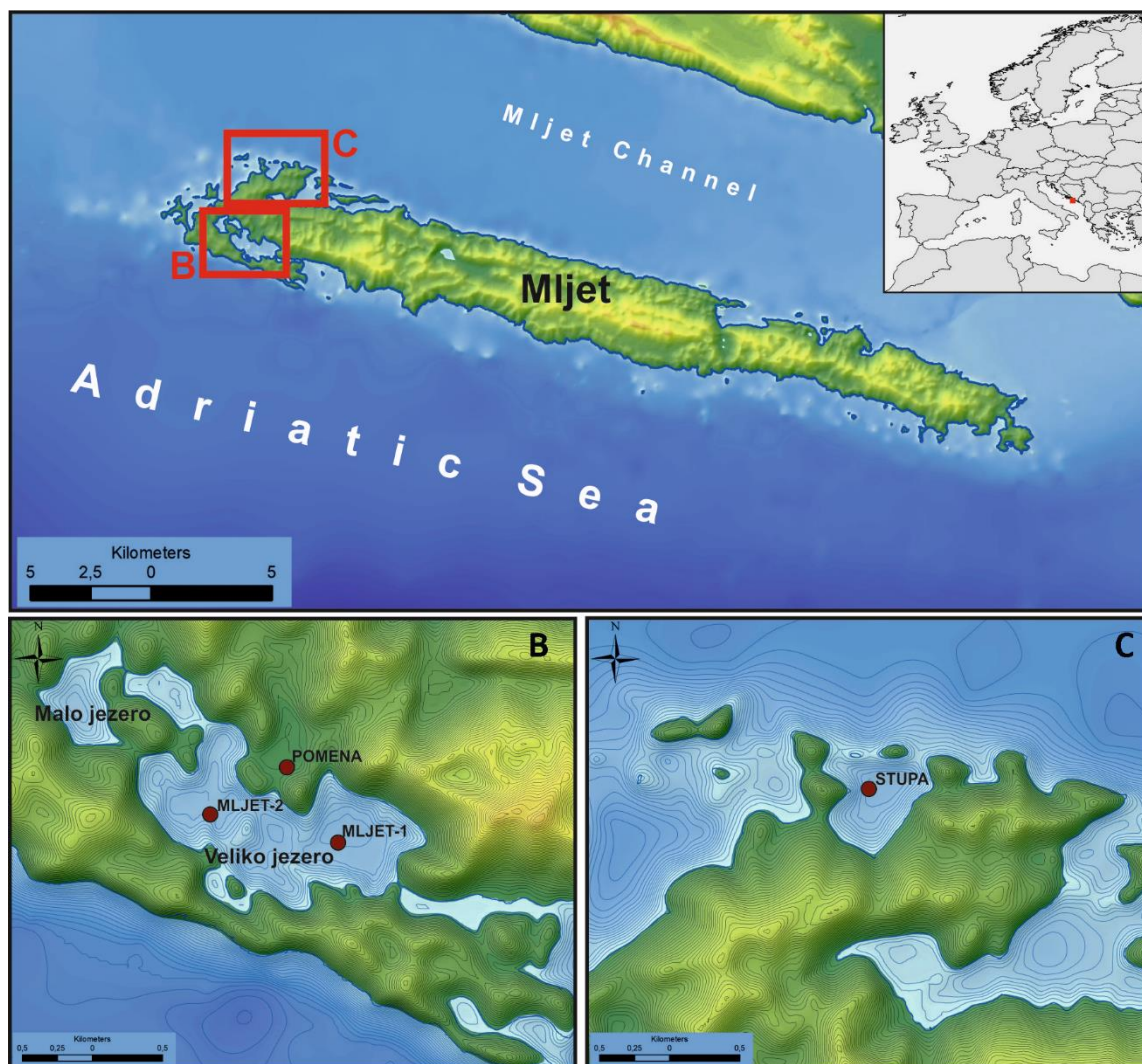 C
Mljet Channel
B
Mljet
Adriatic Sea
Kilometers
5 2,5 0 5
N
B
Malo jezero
POMENA
MLJET-2
MLJET-1
Veliko jezero
Kilometers
0,5 0,25 0 0,5
N
C
STUPA
Kilometers
0,5 0,25 0 0,5